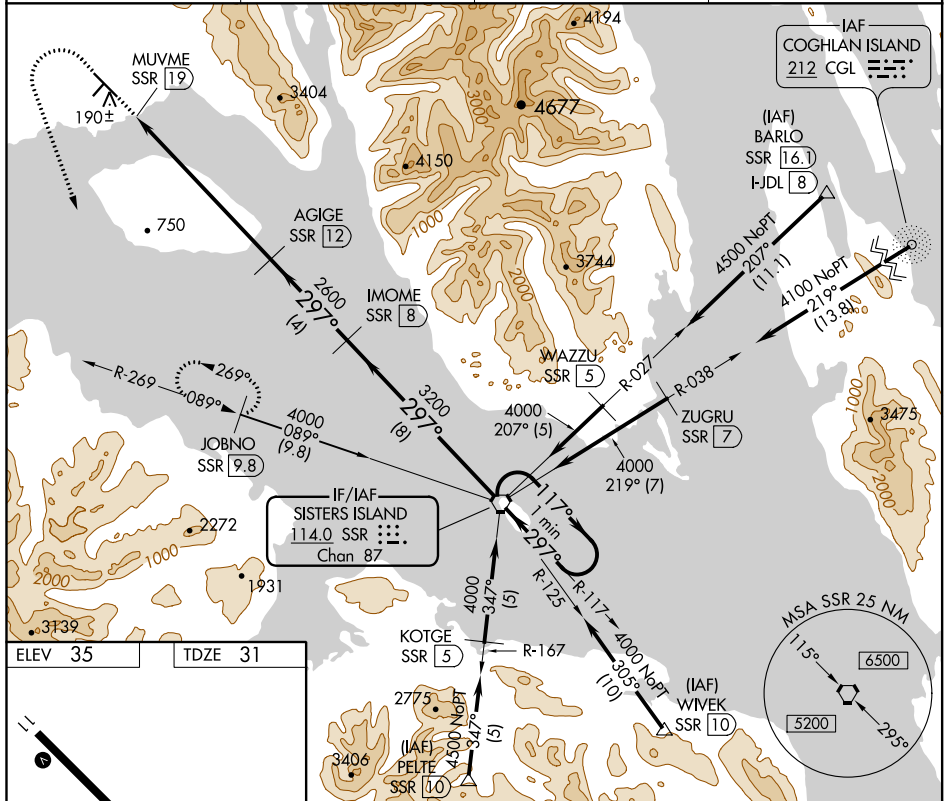 4194
IAF
COGHLAN ISLAND
212 CGL
MUVME
SSR 19
190±
3404
3000
4677
(IAF)
BARLO
SSR 16.1
I-JDL 8
4150
1000
750
AGIGE
SSR 12
3744
2000
4500 NoPT
207°
(11.1)
4100 NoPT
219°
(13.8)
2600
297°
(4)
IMOME
SSR 8
WAZZU
SSR 5
R-027
R-038
R-269
089°
269°
4000
089°
(9.8)
JOBNO
SSR 9.8
3200
297°
(8)
4000
207° (5)
ZUGRU
SSR 7
4000
219° (7)
1000
3475
2000
IF/IAF
SISTERS ISLAND
114.0 SSR
Chan 87
117°
1 min
297°
R-125
R-117
2272
1000
2000
1931
3139
4000
347°
(5)
KOTGE
SSR 5
R-167
4000 NoPT
305°
(10)
(IAF)
WIVEK
SSR 10
MSA SSR 25 NM
115°
6500
5200
295°
ELEV 35
TDZE 31
2775
3406
(IAF)
PELTE
SSR 10
4500 NoPT
347°
(5)
11
V